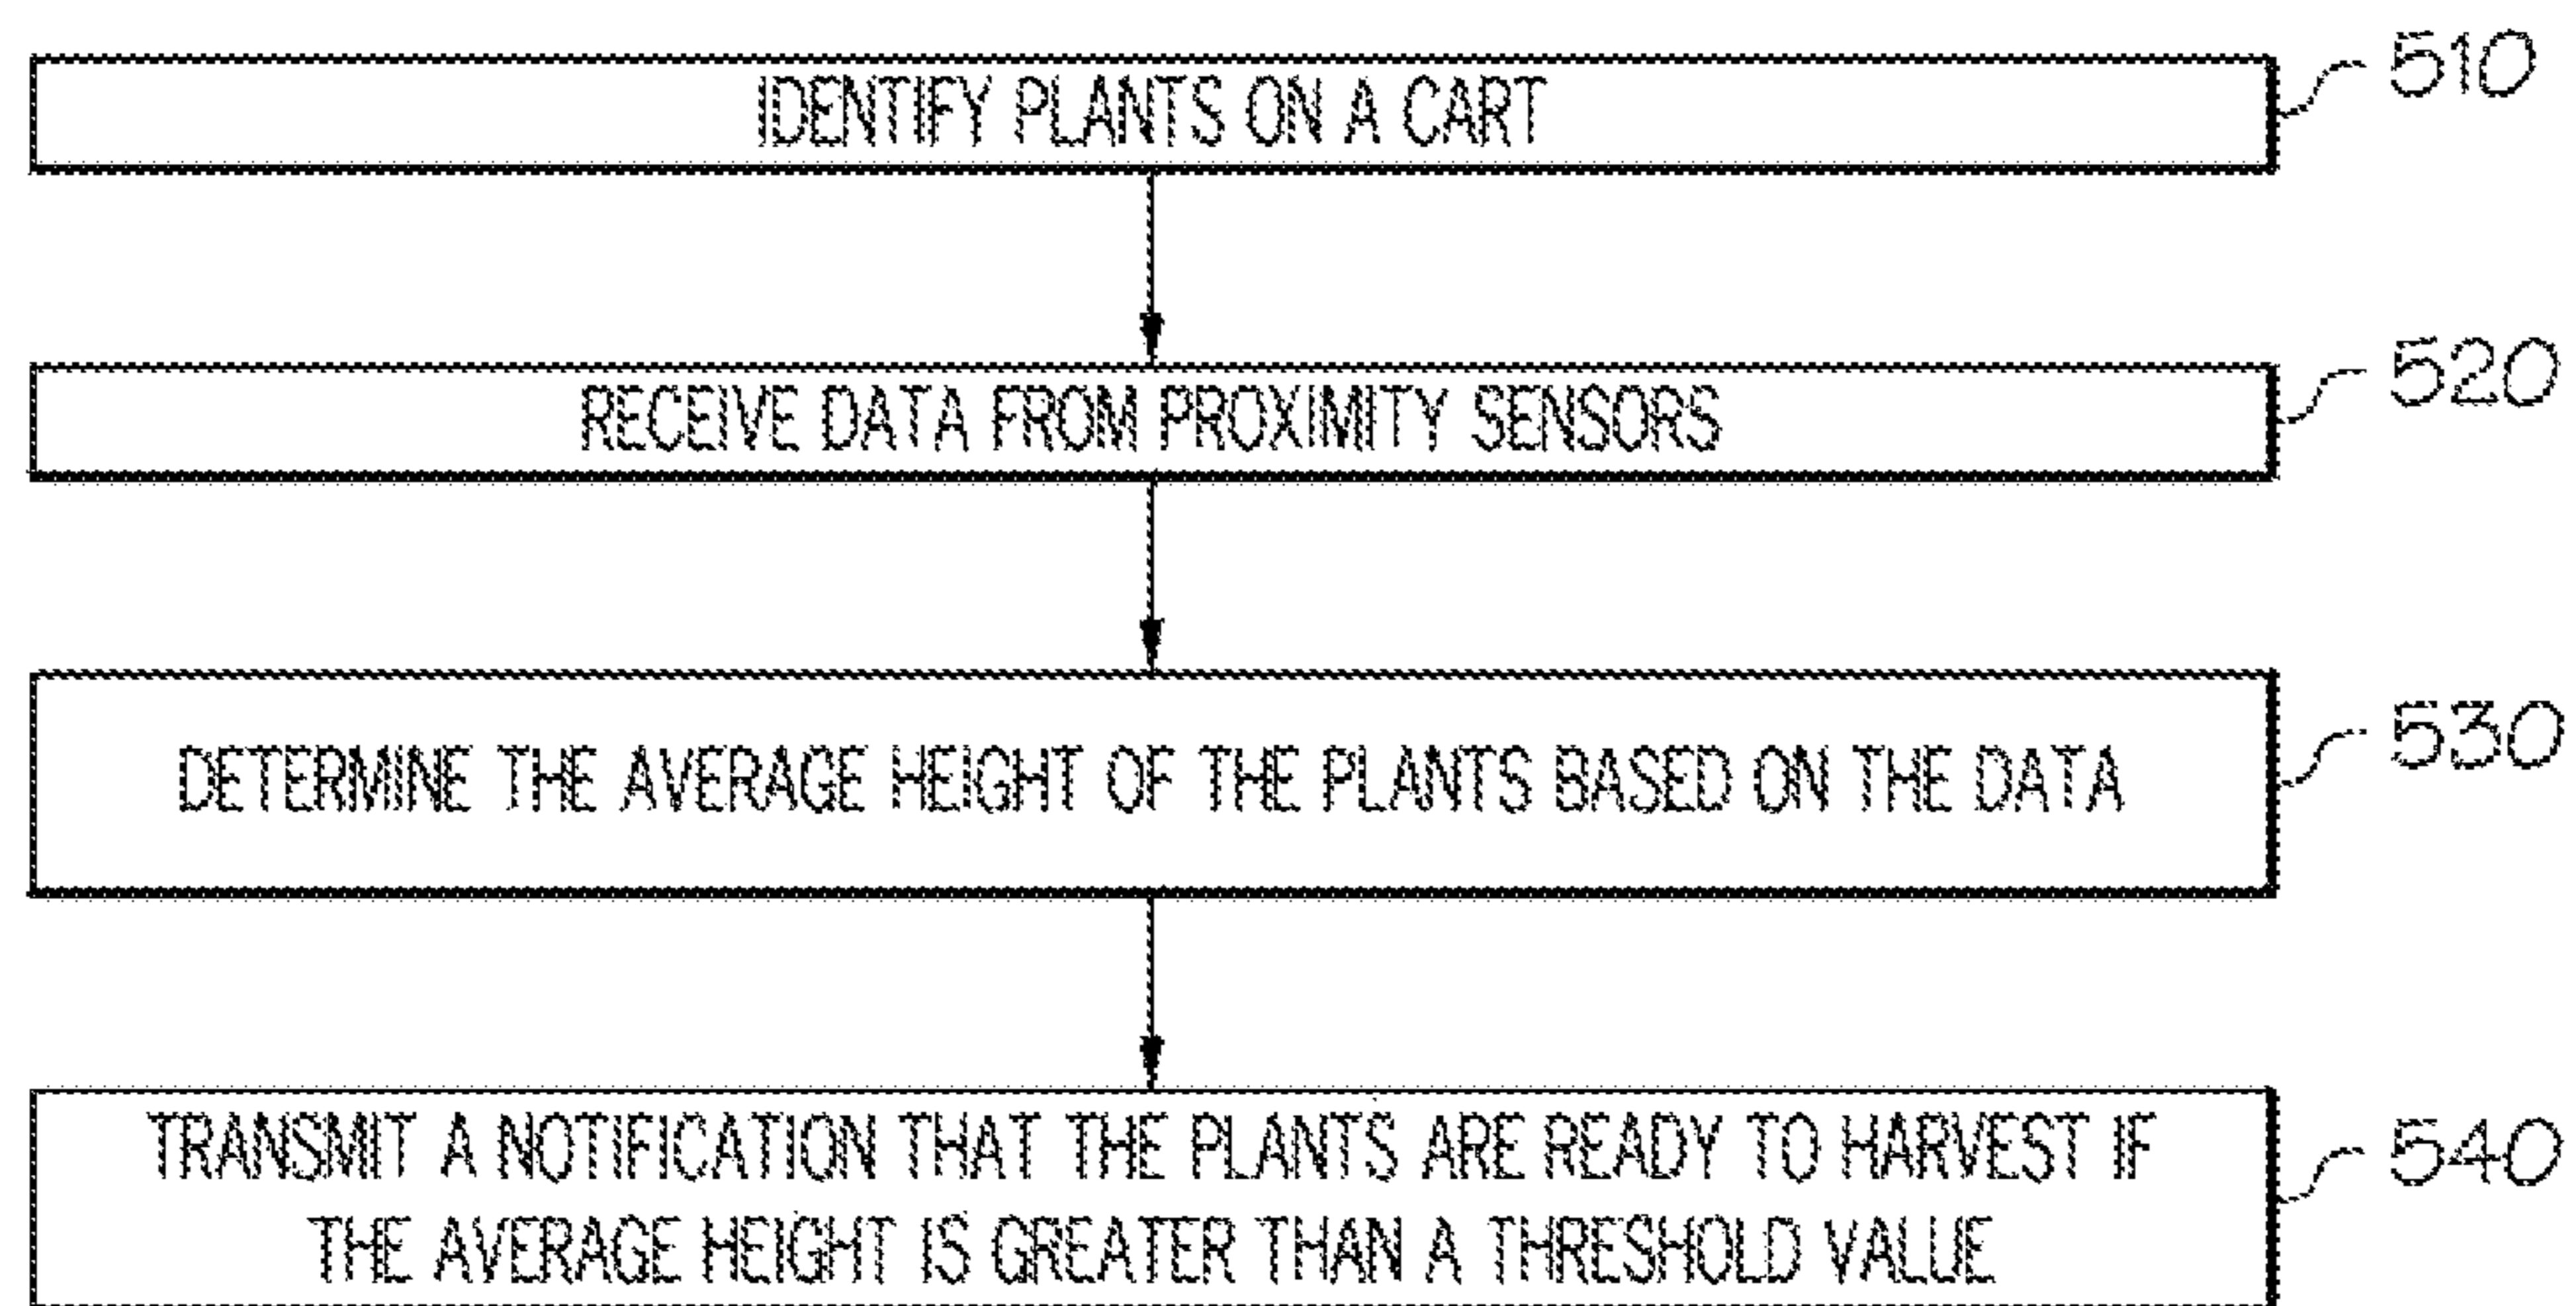 IDENTIFY PLANTS ON A CART
510
RECEIVE DATA FROM PROXIMITY SENSORS
520
DETERMINE THE AVERAGE HEIGHT OF THE PLANTS BASED ON THE DATA
530
TRANSMIT A NOTIFICATION THAT THE PLANTS ARE READY TO HARVEST IF
THE AVERAGE HEIGHT IS GREATER THAN A THRESHOLD VALUE
540